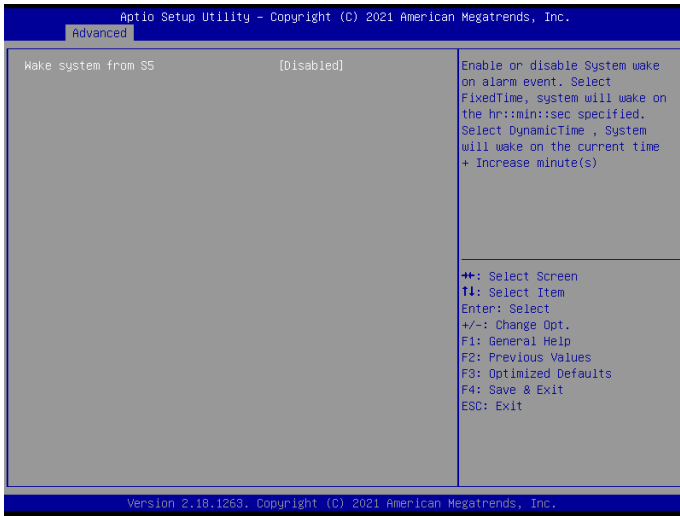 Aptio Setup Utility – Copyright (C) 2021 American Megatrends, Inc.
Advanced
Wake system from S5 [Disabled]
Enable or disable System wake
on alarm event. Select
FixedTime, system will wake on
the hr::min::sec specified.
Select DynamicTime , System
will wake on the current time
+ Increase minute(s)
→←: Select Screen
↑↓: Select Item
Enter: Select
+/-: Change Opt.
F1: General Help
F2: Previous Values
F3: Optimized Defaults
F4: Save & Exit
ESC: Exit
Version 2.18.1263. Copyright (C) 2021 American Megatrends, Inc.